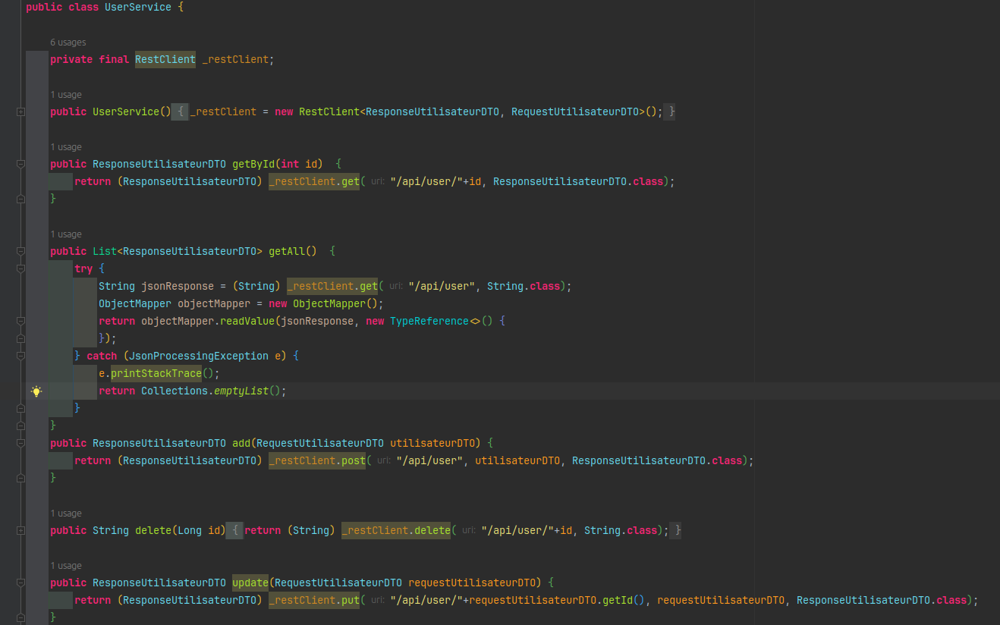 public class UserService {
6 usages
private final RestClient _restClient;
1 usage
public UserService() { _restClient = new RestClient<ResponseUtilisateurDTO, RequestUtilisateurDTO>(); }
1 usage
public ResponseUtilisateurDTO getById(int id)  {
return (ResponseUtilisateurDTO) _restClient.get( uri: "/api/user/"+id, ResponseUtilisateurDTO.class);
}
1 usage
public List<ResponseUtilisateurDTO> getAll()  {
try {
String jsonResponse = (String) _restClient.get( uri: "/api/user", String.class);
ObjectMapper objectMapper = new ObjectMapper();
return objectMapper.readValue(jsonResponse, new TypeReference<>() {
});
} catch (JsonProcessingException e) {
e.printStackTrace();
return Collections.emptyList();
}
}
public ResponseUtilisateurDTO add(RequestUtilisateurDTO utilisateurDTO) {
return (ResponseUtilisateurDTO) _restClient.post( uri: "/api/user", utilisateurDTO, ResponseUtilisateurDTO.class);
}
1 usage
public String delete(Long id) { return (String) _restClient.delete( uri: "/api/user/"+id, String.class); }
1 usage
public ResponseUtilisateurDTO update(RequestUtilisateurDTO requestUtilisateurDTO) {
return (ResponseUtilisateurDTO) _restClient.put( uri: "/api/user/"+requestUtilisateurDTO.getId(), requestUtilisateurDTO, ResponseUtilisateurDTO.class);
}